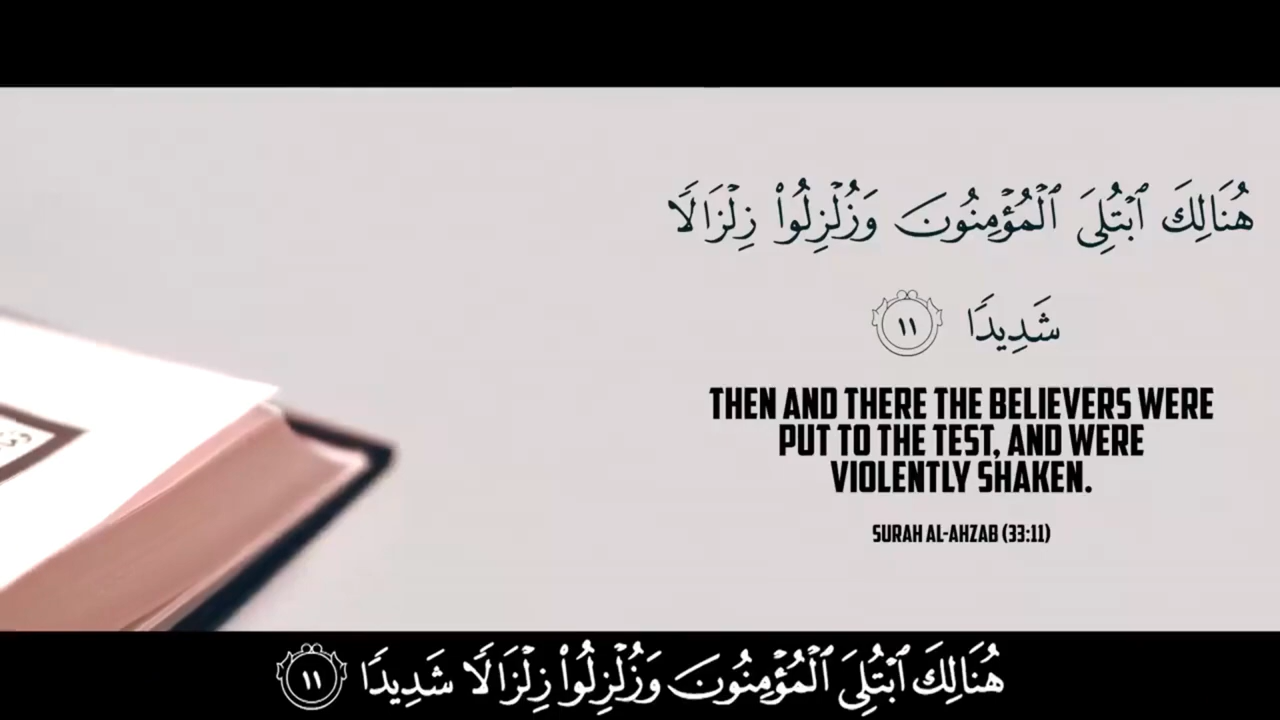 هُنَالِكَ ٱبْتُلِىَ ٱلْمُؤْمِنُونَ وَزُلْزِلُوا۟ زِلْزَالًا
شَدِيدًا ١١
THEN AND THERE THE BELIEVERS WERE
PUT TO THE TEST, AND WERE
VIOLENTLY SHAKEN.
SURAH AL-AHZAB (33:11)
هُنَالِكَ ٱبْتُلِىَ ٱلْمُؤْمِنُونَ وَزُلْزِلُوا۟ زِلْزَالًا شَدِيدًا ١١